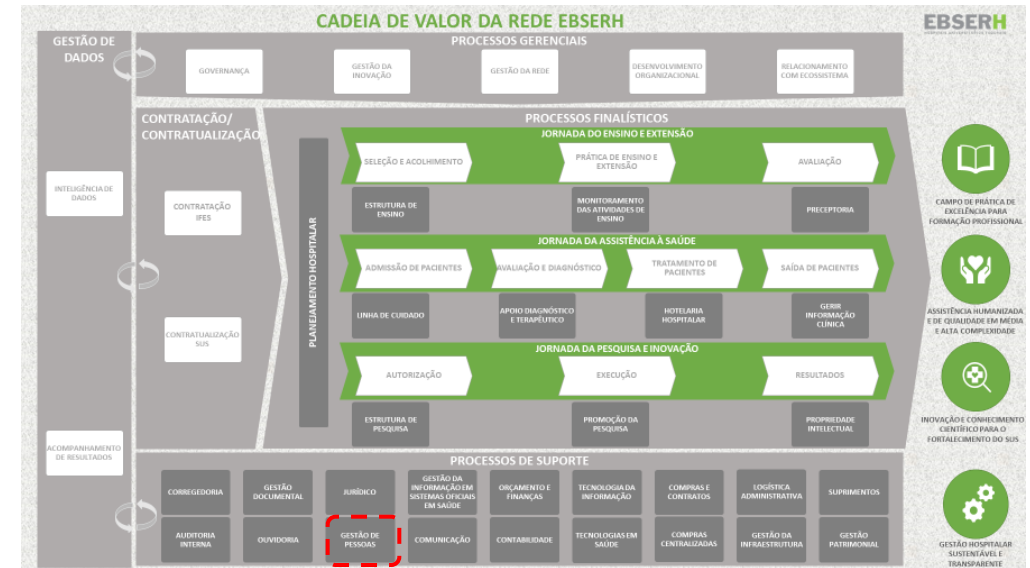 CADEIA DE VALOR DA REDE EBSERH
EBSERH
GESTÃO DE
DADOS
PROCESSOS GERENCIAIS
GOVERNANÇA
GESTÃO DA
INOVAÇÃO
GESTÃO DA REDE
DESENVOLVIMENTO
ORGANIZACIONAL
RELACIONAMENTO
COM ECOSSISTEMA
INTELIGÊNCIA DE
DADOS
ACOMPANHAMENTO
DE RESULTADOS
CONTRATAÇÃO/
CONTRATUALIZAÇÃO
CONTRATAÇÃO
IFES
CONTRATUALIZAÇÃO
SUS
PROCESSOS FINALÍSTICOS
PLANEJAMENTO HOSPITALAR
JORNADA DO ENSINO E EXTENSÃO
SELEÇÃO E ACOLHIMENTO
PRÁTICA DE ENSINO E
EXTENSÃO
AVALIAÇÃO
ESTRUTURA DE
ENSINO
MONITORAMENTO
DAS ATIVIDADES DE
ENSINO
PRECEPTORIA
JORNADA DA ASSISTÊNCIA À SAÚDE
ADMISSÃO DE PACIENTES
AVALIAÇÃO E DIAGNÓSTICO
TRATAMENTO DE
PACIENTES
SAÍDA DE PACIENTES
LINHA DE CUIDADO
APOIO DIAGNÓSTICO
E TERAPÊUTICO
HOTELARIA
HOSPITALAR
GERIR
INFORMAÇÃO
CLÍNICA
JORNADA DA PESQUISA E INOVAÇÃO
AUTORIZAÇÃO
EXECUÇÃO
RESULTADOS
ESTRUTURA DE
PESQUISA
PROMOÇÃO DA
PESQUISA
PROPRIEDADE
INTELECTUAL
PROCESSOS DE SUPORTE
CORREGEDORIA
GESTÃO
DOCUMENTAL
JURÍDICO
GESTÃO DA
INFORMAÇÃO EM
SISTEMAS OFICIAIS
EM SAÚDE
ORÇAMENTO E
FINANÇAS
TECNOLOGIA DA
INFORMAÇÃO
COMPRAS E
CONTRATOS
LOGÍSTICA
ADMINISTRATIVA
SUPRIMENTOS
AUDITORIA
INTERNA
OUVIDORIA
GESTÃO DE
PESSOAS
COMUNICAÇÃO
CONTABILIDADE
TECNOLOGIAS EM
SAÚDE
COMPRAS
CENTRALIZADAS
GESTÃO DA
INFRAESTRUTURA
GESTÃO
PATRIMONIAL
CAMPO DE PRÁTICA DE
EXCELÊNCIA PARA
FORMAÇÃO PROFISSIONAL
ASSISTÊNCIA HUMANIZADA
E DE QUALIDADE EM MÉDIA
E ALTA COMPLEXIDADE
INOVAÇÃO E CONHECIMENTO
CIENTÍFICO PARA O
FORTALECIMENTO DO SUS
GESTÃO HOSPITALAR
SUSTENTÁVEL E
TRANSPARENTE